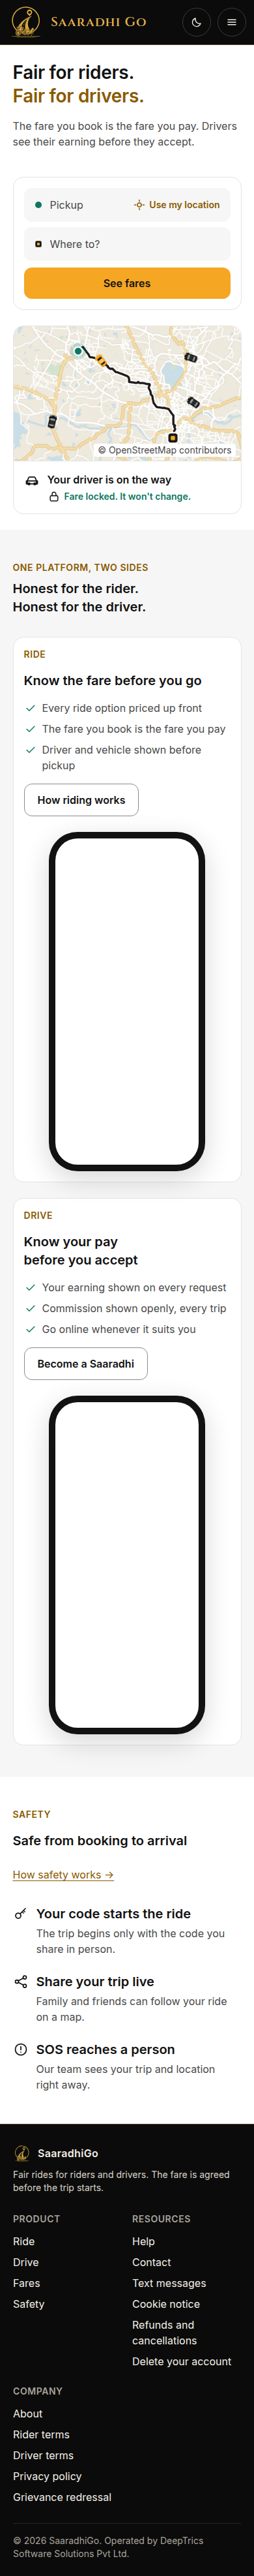 SAARADHI GO
Fair for riders.
Fair for drivers.
The fare you book is the fare you pay. Drivers
see their earning before they accept.
Pickup
Use my location
Where to?
See fares
© OpenStreetMap contributors
Your driver is on the way
Fare locked. It won't change.
ONE PLATFORM, TWO SIDES
Honest for the rider.
Honest for the driver.
RIDE
Know the fare before you go
Every ride option priced up front
The fare you book is the fare you pay
Driver and vehicle shown before
pickup
How riding works
DRIVE
Know your pay
before you accept
Your earning shown on every request
Commission shown openly, every trip
Go online whenever it suits you
Become a Saaradhi
SAFETY
Safe from booking to arrival
How safety works →
Your code starts the ride
The trip begins only with the code you
share in person.
Share your trip live
Family and friends can follow your ride
on a map.
SOS reaches a person
Our team sees your trip and location
right away.
SaaradhiGo
Fair rides for riders and drivers. The fare is agreed
before the trip starts.
PRODUCT
Ride
Drive
Fares
Safety
RESOURCES
Help
Contact
Text messages
Cookie notice
Refunds and
cancellations
Delete your account
COMPANY
About
Rider terms
Driver terms
Privacy policy
Grievance redressal
© 2026 SaaradhiGo. Operated by DeepTrics
Software Solutions Pvt Ltd.